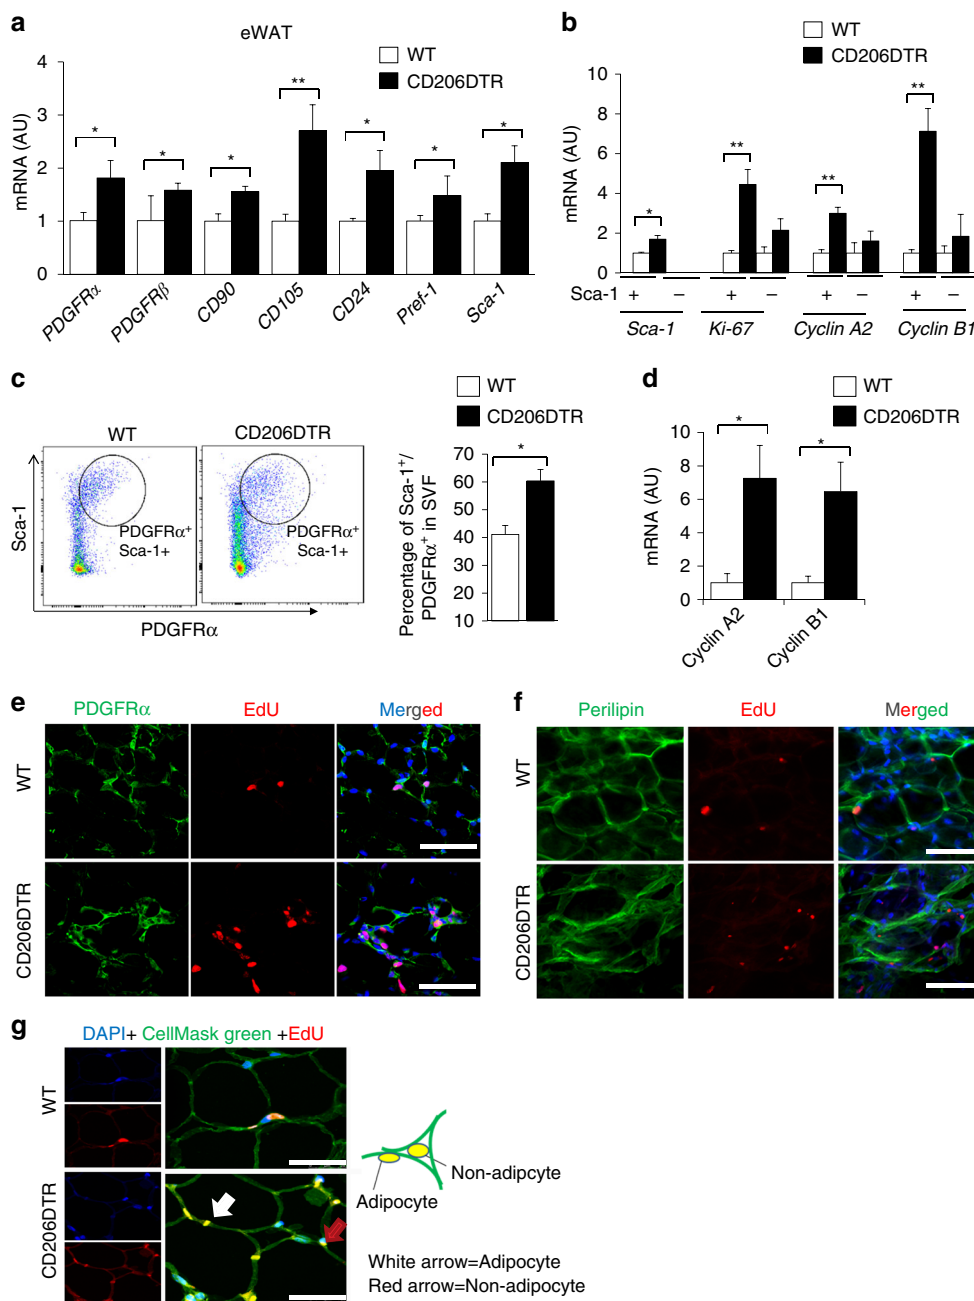 a
eWAT
WT
CD206DTR
mRNA (AU)
4
3
2
1
0
*
*
*
**
*
*
*
PDGFRα
PDGFRβ
CD90
CD105
CD24
Pref-1
Sca-1
b
WT
CD206DTR
mRNA (AU)
10
8
6
4
2
0
*
**
**
**
Sca-1 + − + − + − + −
Sca-1 Ki-67 Cyclin A2 Cyclin B1
c
WT
CD206DTR
Sca-1
PDGFRα+
Sca-1+
PDGFRα+
Sca-1+
PDGFRα
WT
CD206DTR
Percentage of Sca-1+/
PDGFRα+ in SVF
90
80
70
60
50
40
30
20
10
*
d
WT
CD206DTR
mRNA (AU)
10
8
6
4
2
0
*
*
Cyclin A2
Cyclin B1
e
PDGFRα
EdU
Merged
WT
CD206DTR
f
Perilipin
EdU
Merged
WT
CD206DTR
g
DAPI+ CellMask green +EdU
WT
CD206DTR
Non-adipcyte
Adipocyte
White arrow=Adipocyte
Red arrow=Non-adipocyte